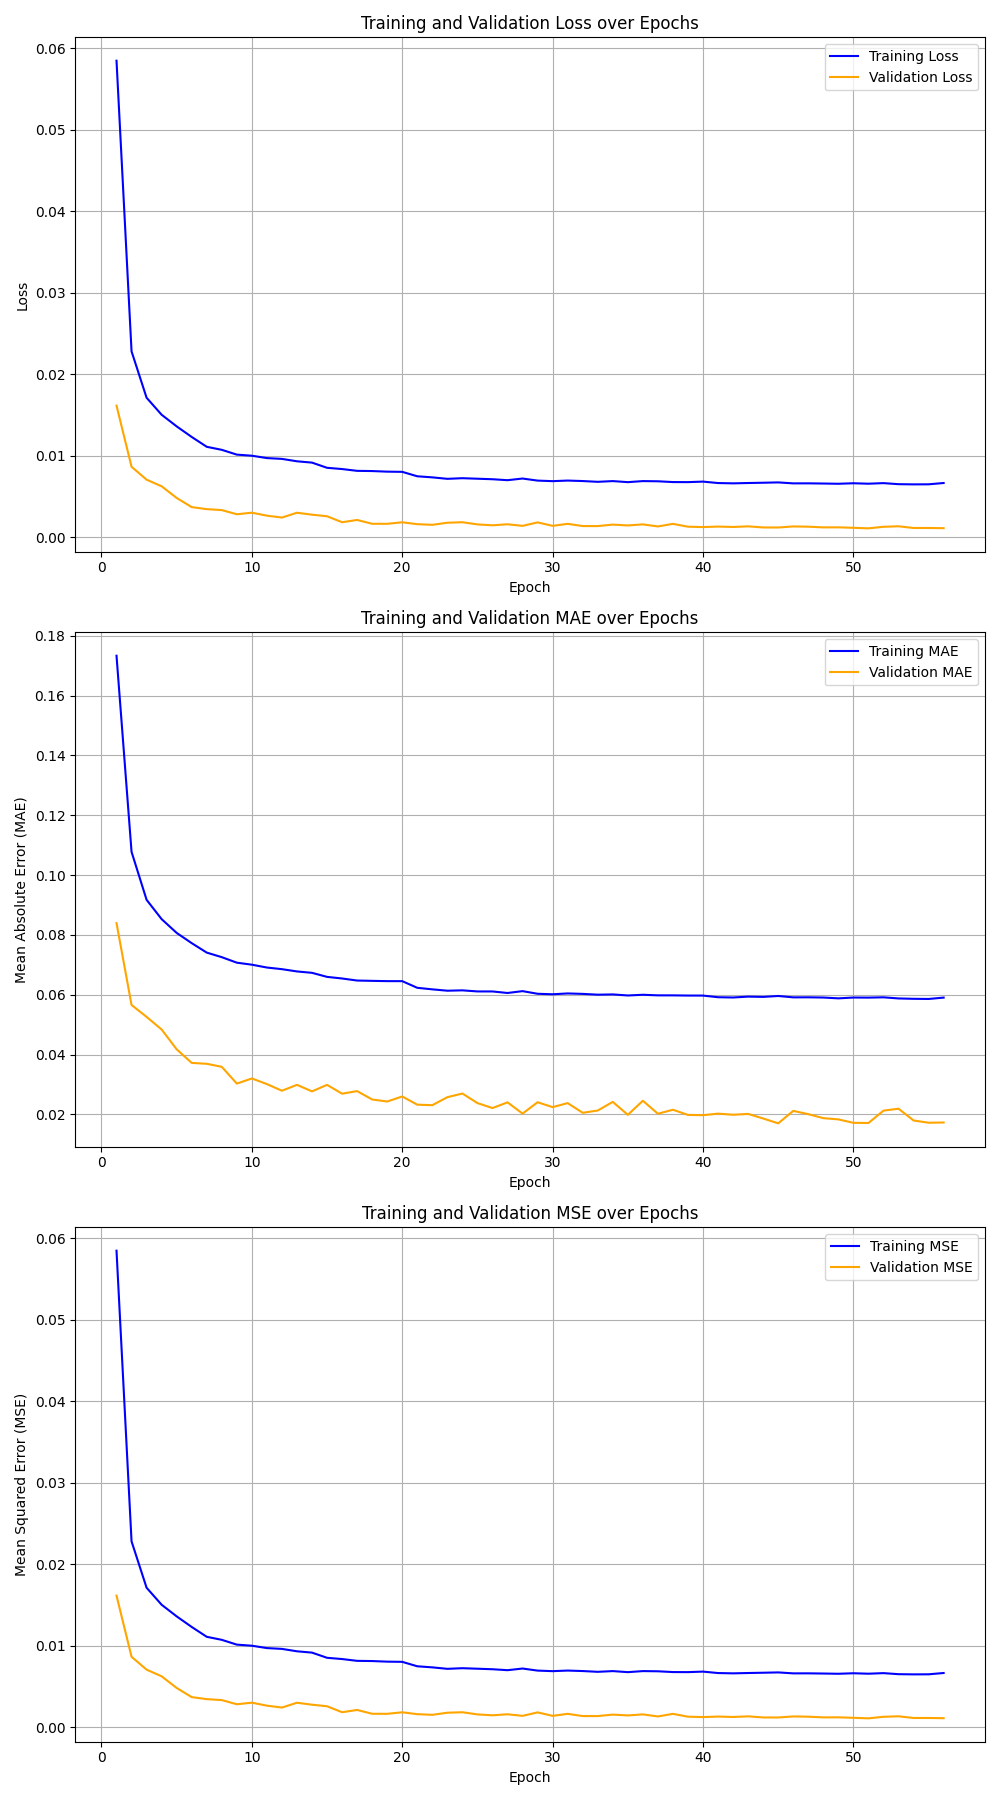 Training and Validation Loss over Epochs
Training Loss
Validation Loss
0.06
0.05
0.04
0.03
0.02
0.01
0.00
Loss
0 10 20 30 40 50
Epoch
Training and Validation MAE over Epochs
Training MAE
Validation MAE
0.18
0.16
0.14
0.12
0.10
0.08
0.06
0.04
0.02
Mean Absolute Error (MAE)
0 10 20 30 40 50
Epoch
Training and Validation MSE over Epochs
Training MSE
Validation MSE
0.06
0.05
0.04
0.03
0.02
0.01
0.00
Mean Squared Error (MSE)
0 10 20 30 40 50
Epoch